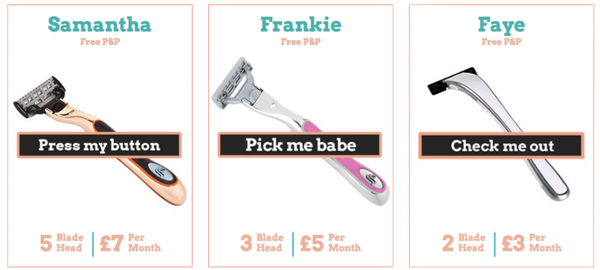 Samantha
Free P&P
Press my button
5 Blade Head | £7 Per Month
Frankie
Free P&P
Pick me babe
3 Blade Head | £5 Per Month
Faye
Free P&P
Check me out
2 Blade Head | £3 Per Month